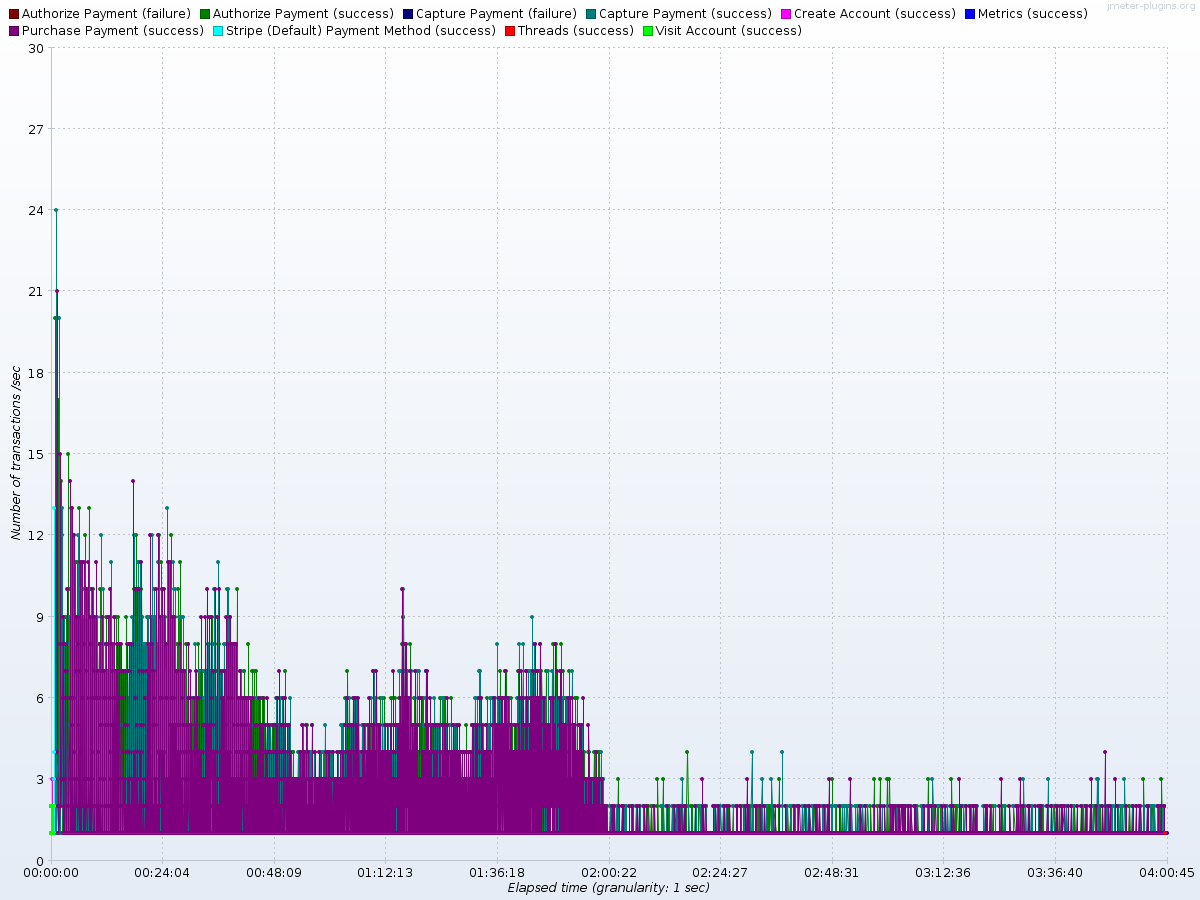 jmeter-plugins.org
Authorize Payment (failure) Authorize Payment (success) Capture Payment (failure) Capture Payment (success) Create Account (success) Metrics (success)
Purchase Payment (success) Stripe (Default) Payment Method (success) Threads (success) Visit Account (success)
30
27
24
21
18
15
12
9
6
3
0
Number of transactions /sec
00:00:00 00:24:04 00:48:09 01:12:13 01:36:18 02:00:22 02:24:27 02:48:31 03:12:36 03:36:40 04:00:45
Elapsed time (granularity: 1 sec)